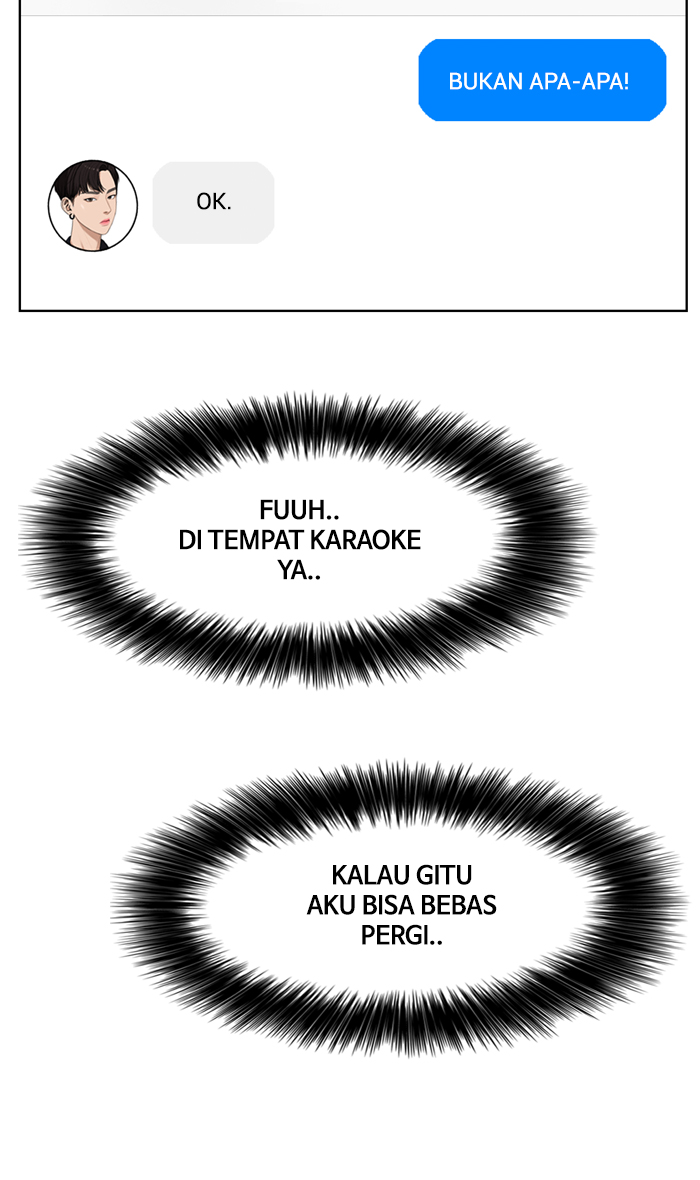 BUKAN APA-APA!
OK.
FUUH..
DI TEMPAT KARAOKE
YA..
KALAU GITU
AKU BISA BEBAS
PERGI..